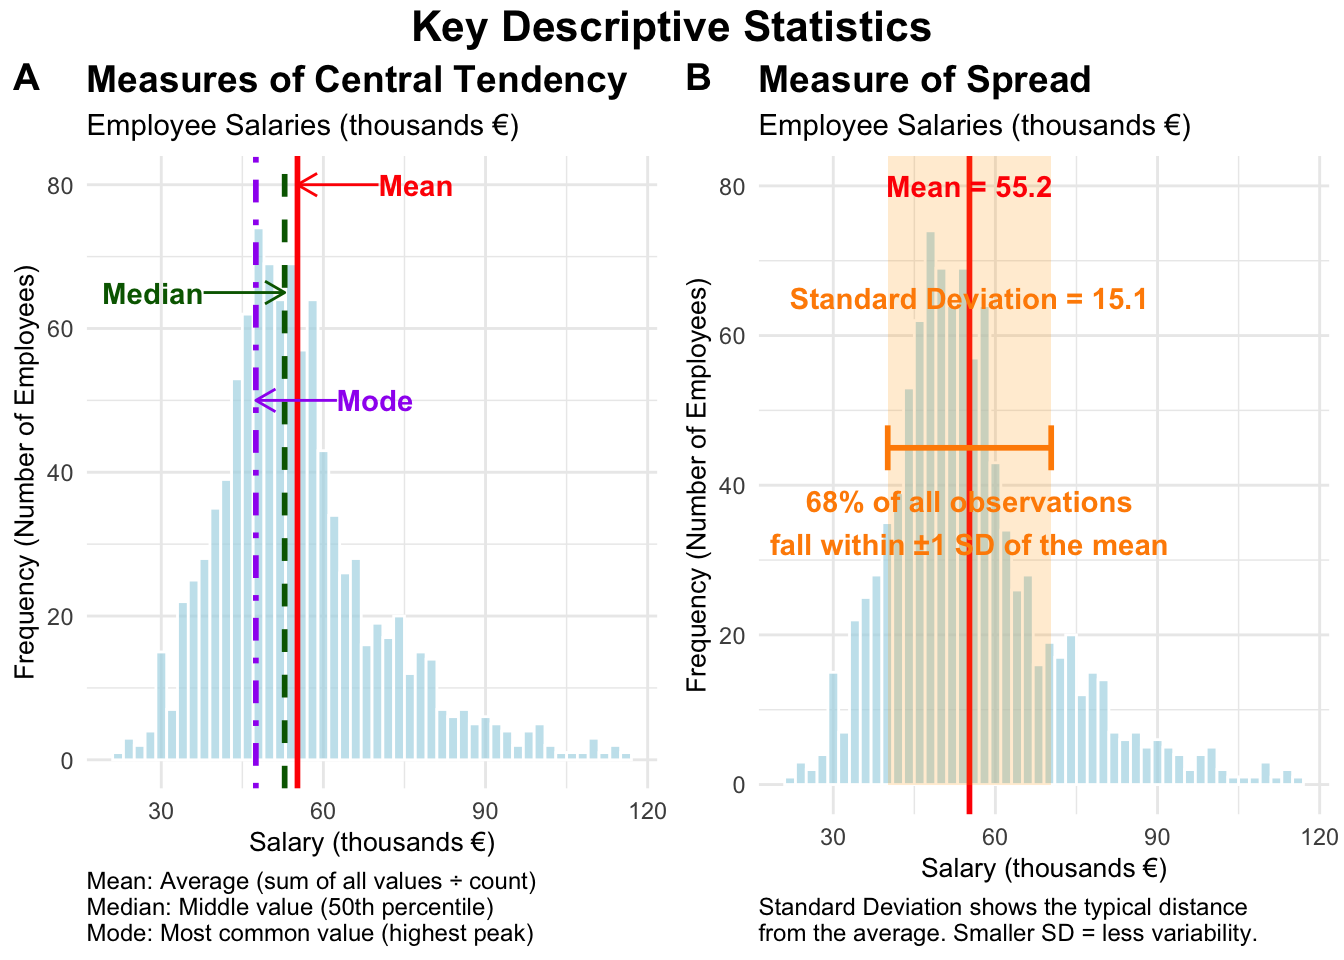 Key Descriptive Statistics
A
Measures of Central Tendency
Employee Salaries (thousands €)
Frequency (Number of Employees)
80
60
40
20
0
Mean
Median
Mode
30
60
90
120
Salary (thousands €)
Mean: Average (sum of all values ÷ count)
Median: Middle value (50th percentile)
Mode: Most common value (highest peak)
B
Measure of Spread
Employee Salaries (thousands €)
Frequency (Number of Employees)
80
60
40
20
0
Mean = 55.2
Standard Deviation = 15.1
68% of all observations
fall within ±1 SD of the mean
30
60
90
120
Salary (thousands €)
Standard Deviation shows the typical distance
from the average. Smaller SD = less variability.